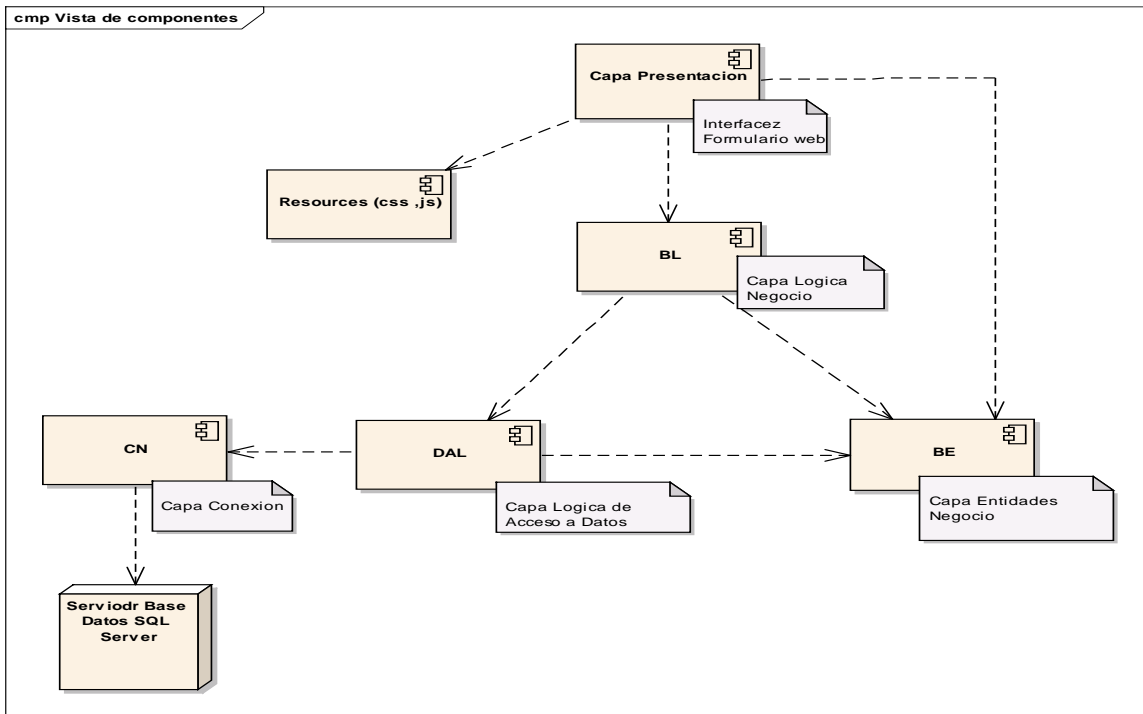 cmp Vista de componentes
Capa Presentacion
Interfacez
Formulario web
Resources (css ,js)
BL
Capa Logica
Negocio
CN
Capa Conexion
DAL
Capa Logica de
Acceso a Datos
BE
Capa Entidades
Negocio
Serviodr Base
Datos SQL
Server